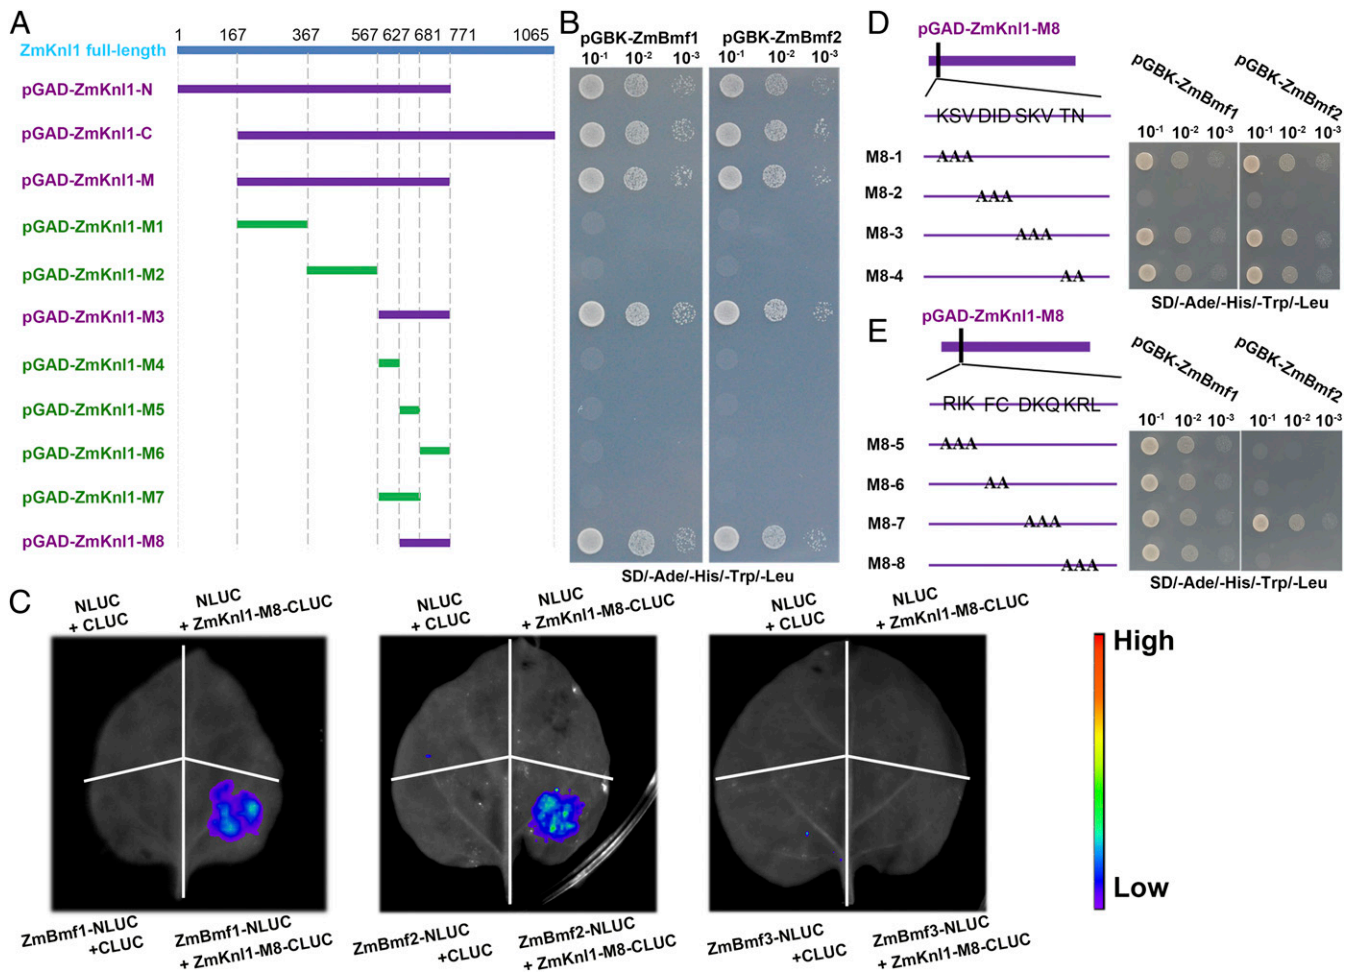 A
1 167 367 567 627 681 771 1065
ZmKnl1 full-length
pGAD-ZmKnl1-N
pGAD-ZmKnl1-C
pGAD-ZmKnl1-M
pGAD-ZmKnl1-M1
pGAD-ZmKnl1-M2
pGAD-ZmKnl1-M3
pGAD-ZmKnl1-M4
pGAD-ZmKnl1-M5
pGAD-ZmKnl1-M6
pGAD-ZmKnl1-M7
pGAD-ZmKnl1-M8
B
pGBK-ZmBmf1 pGBK-ZmBmf2
10⁻¹ 10⁻² 10⁻³ 10⁻¹ 10⁻² 10⁻³
SD/-Ade/-His/-Trp/-Leu
C
NLUC
+ CLUC
NLUC
+ ZmKnl1-M8-CLUC
ZmBmf1-NLUC
+CLUC
ZmBmf1-NLUC
+ ZmKnl1-M8-CLUC
NLUC
+ CLUC
NLUC
+ ZmKnl1-M8-CLUC
ZmBmf2-NLUC
+CLUC
ZmBmf2-NLUC
+ ZmKnl1-M8-CLUC
NLUC
+ CLUC
NLUC
+ ZmKnl1-M8-CLUC
ZmBmf3-NLUC
+CLUC
ZmBmf3-NLUC
+ ZmKnl1-M8-CLUC
High
Low
D
pGAD-ZmKnl1-M8
KSV DID SKV TN
M8-1 AAA
M8-2 AAA
M8-3 AAA
M8-4 AA
pGBK-ZmBmf1
pGBK-ZmBmf2
10⁻¹ 10⁻² 10⁻³ 10⁻¹ 10⁻² 10⁻³
SD/-Ade/-His/-Trp/-Leu
E
pGAD-ZmKnl1-M8
RIK FC DKQ KRL
M8-5 AAA
M8-6 AA
M8-7 AAA
M8-8 AAA
pGBK-ZmBmf1
pGBK-ZmBmf2
10⁻¹ 10⁻² 10⁻³ 10⁻¹ 10⁻² 10⁻³
SD/-Ade/-His/-Trp/-Leu